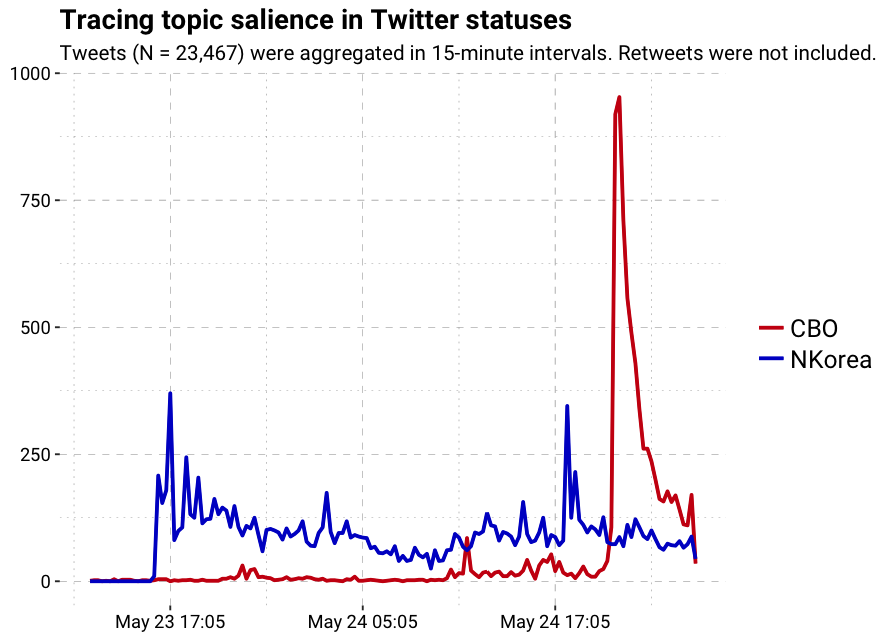 Tracing topic salience in Twitter statuses
Tweets (N = 23,467) were aggregated in 15-minute intervals. Retweets were not included.
1000
750
500
250
0
May 23 17:05
May 24 05:05
May 24 17:05
CBO
NKorea